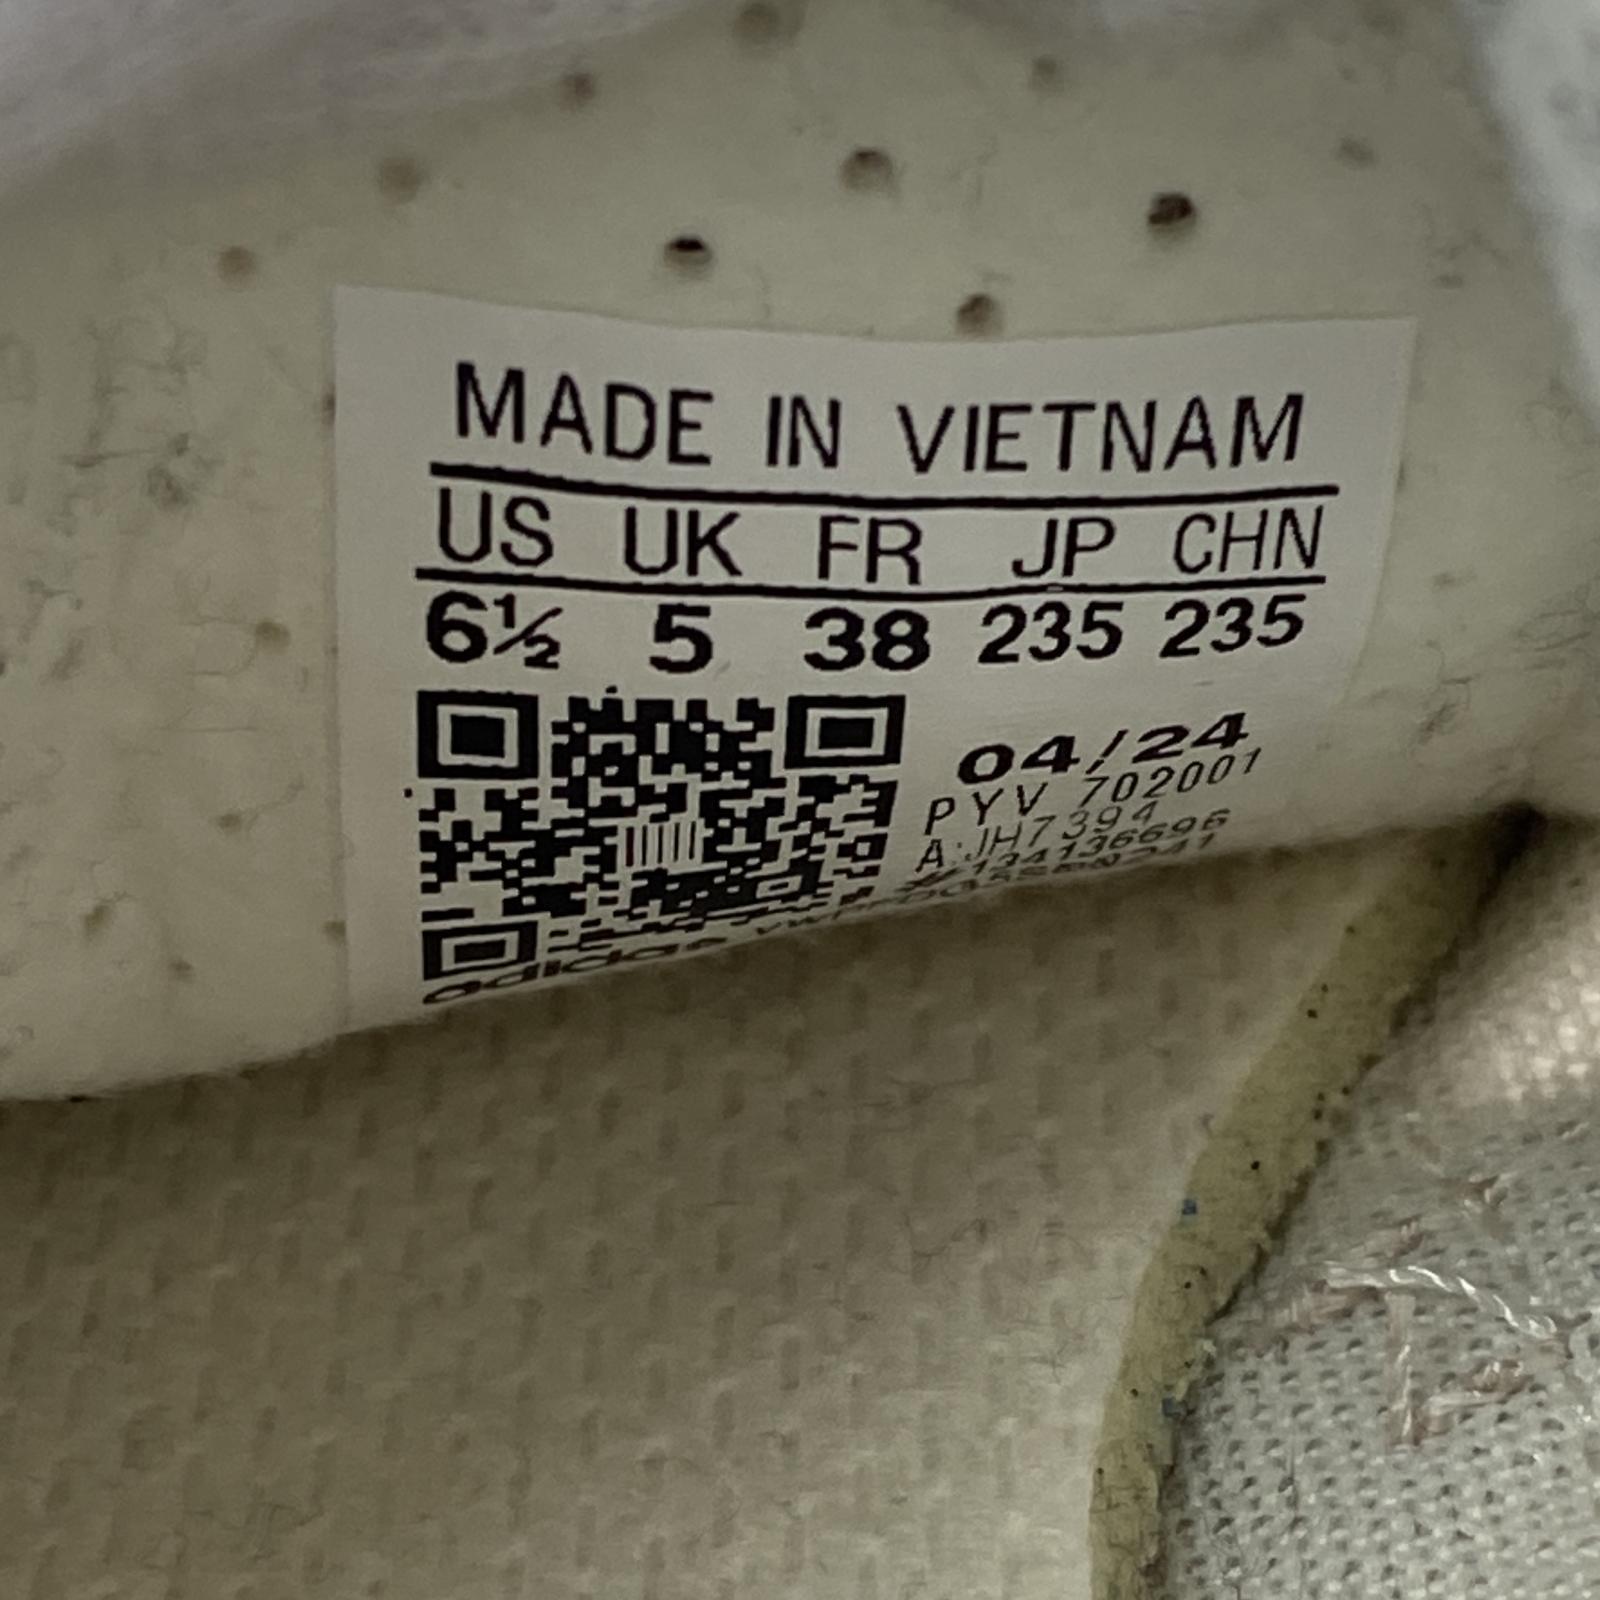 MADE IN VIETNAM
US UK FR JP CHN
6½ 5 38 235 235
04/24
PYV 702001
A:JH7394
134136696
adidas